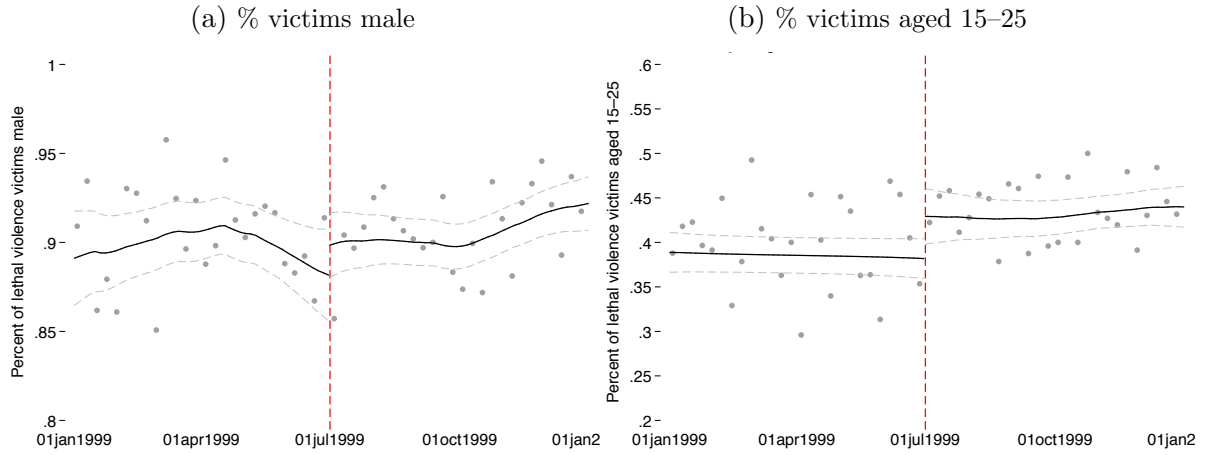 (a) % victims male
(b) % victims aged 15–25
Percent of lethal violence victims male
1
.95
.9
.85
.8
01jan1999
01apr1999
01jul1999
01oct1999
01jan2
Percent of lethal violence victims aged 15–25
.6
.55
.5
.45
.4
.35
.3
.25
.2
01jan1999
01apr1999
01jul1999
01oct1999
01jan2